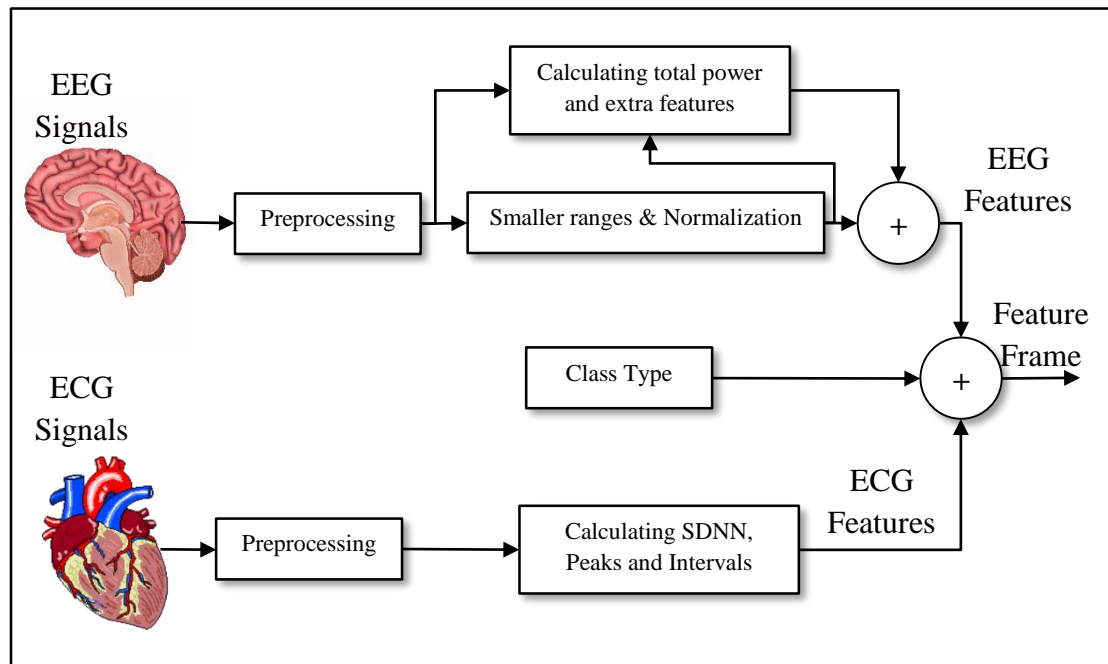 EEG
Signals
Calculating total power
and extra features
EEG
Features
Preprocessing
Smaller ranges & Normalization
+
Feature
Frame
Class Type
+
ECG
Signals
ECG
Features
Preprocessing
Calculating SDNN,
Peaks and Intervals